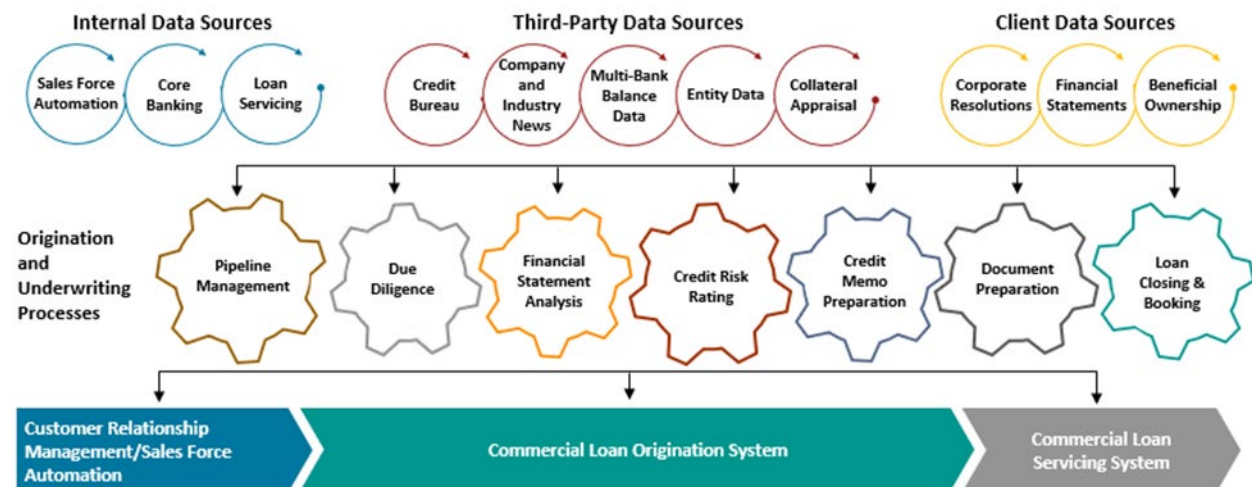 Internal Data Sources
Third-Party Data Sources
Client Data Sources
Sales Force
Automation
Core
Banking
Loan
Servicing
Credit
Bureau
Company
and
Industry
News
Multi-Bank
Balance
Data
Entity Data
Collateral
Appraisal
Corporate
Resolutions
Financial
Statements
Beneficial
Ownership
Origination
and
Underwriting
Processes
Pipeline
Management
Due
Diligence
Financial
Statement
Analysis
Credit Risk
Rating
Credit
Memo
Preparation
Document
Preparation
Loan
Closing &
Booking
Customer Relationship
Management/Sales Force
Automation
Commercial Loan Origination System
Commercial Loan
Servicing System